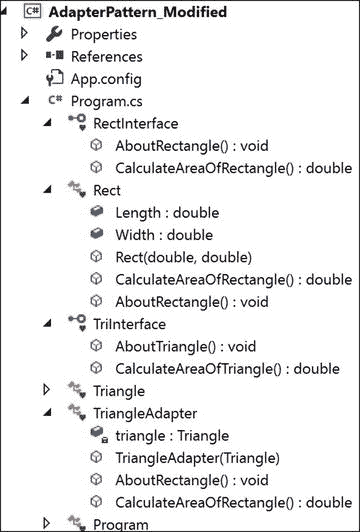 C# AdapterPattern_Modified
Properties
References
App.config
C# Program.cs
RectInterface
AboutRectangle() : void
CalculateAreaOfRectangle() : double
Rect
Length : double
Width : double
Rect(double, double)
CalculateAreaOfRectangle() : double
AboutRectangle() : void
TriInterface
AboutTriangle() : void
CalculateAreaOfTriangle() : double
Triangle
TriangleAdapter
triangle : Triangle
TriangleAdapter(Triangle)
AboutRectangle() : void
CalculateAreaOfRectangle() : double
Program